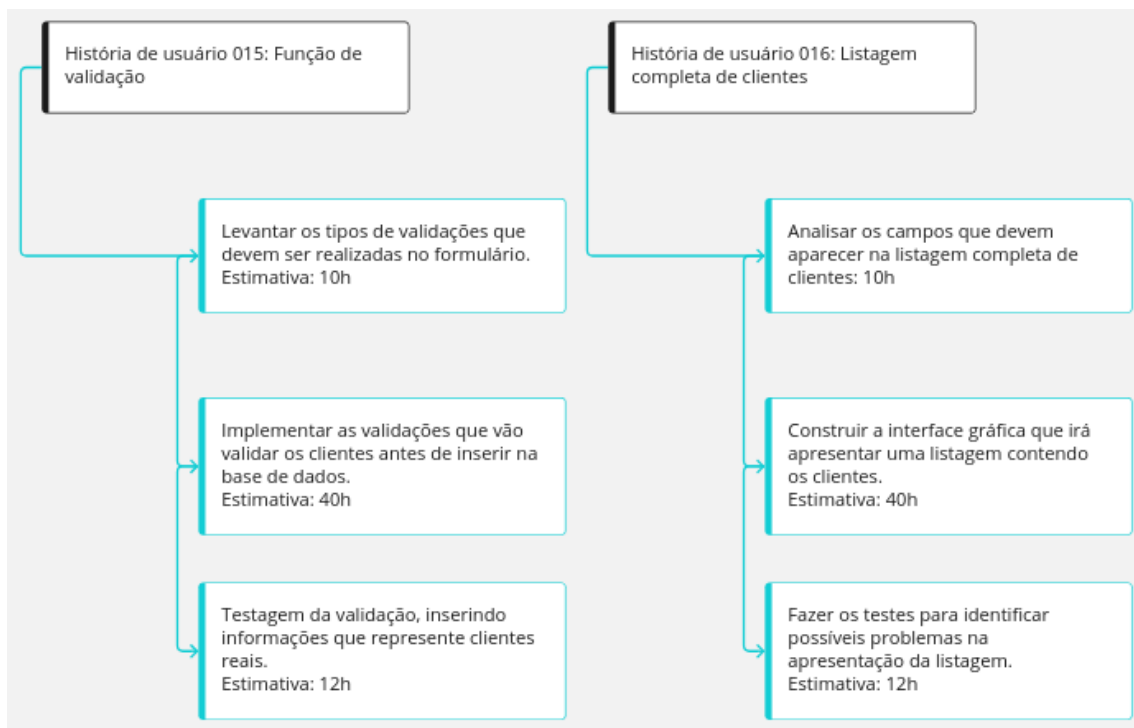 História de usuário 015: Função de
validação
Levantar os tipos de validações que
devem ser realizadas no formulário.
Estimativa: 10h
Implementar as validações que vão
validar os clientes antes de inserir na
base de dados.
Estimativa: 40h
Testagem da validação, inserindo
informações que represente clientes
reais.
Estimativa: 12h
História de usuário 016: Listagem
completa de clientes
Analisar os campos que devem
aparecer na listagem completa de
clientes: 10h
Construir a interface gráfica que irá
apresentar uma listagem contendo
os clientes.
Estimativa: 40h
Fazer os testes para identificar
possíveis problemas na
apresentação da listagem.
Estimativa: 12h